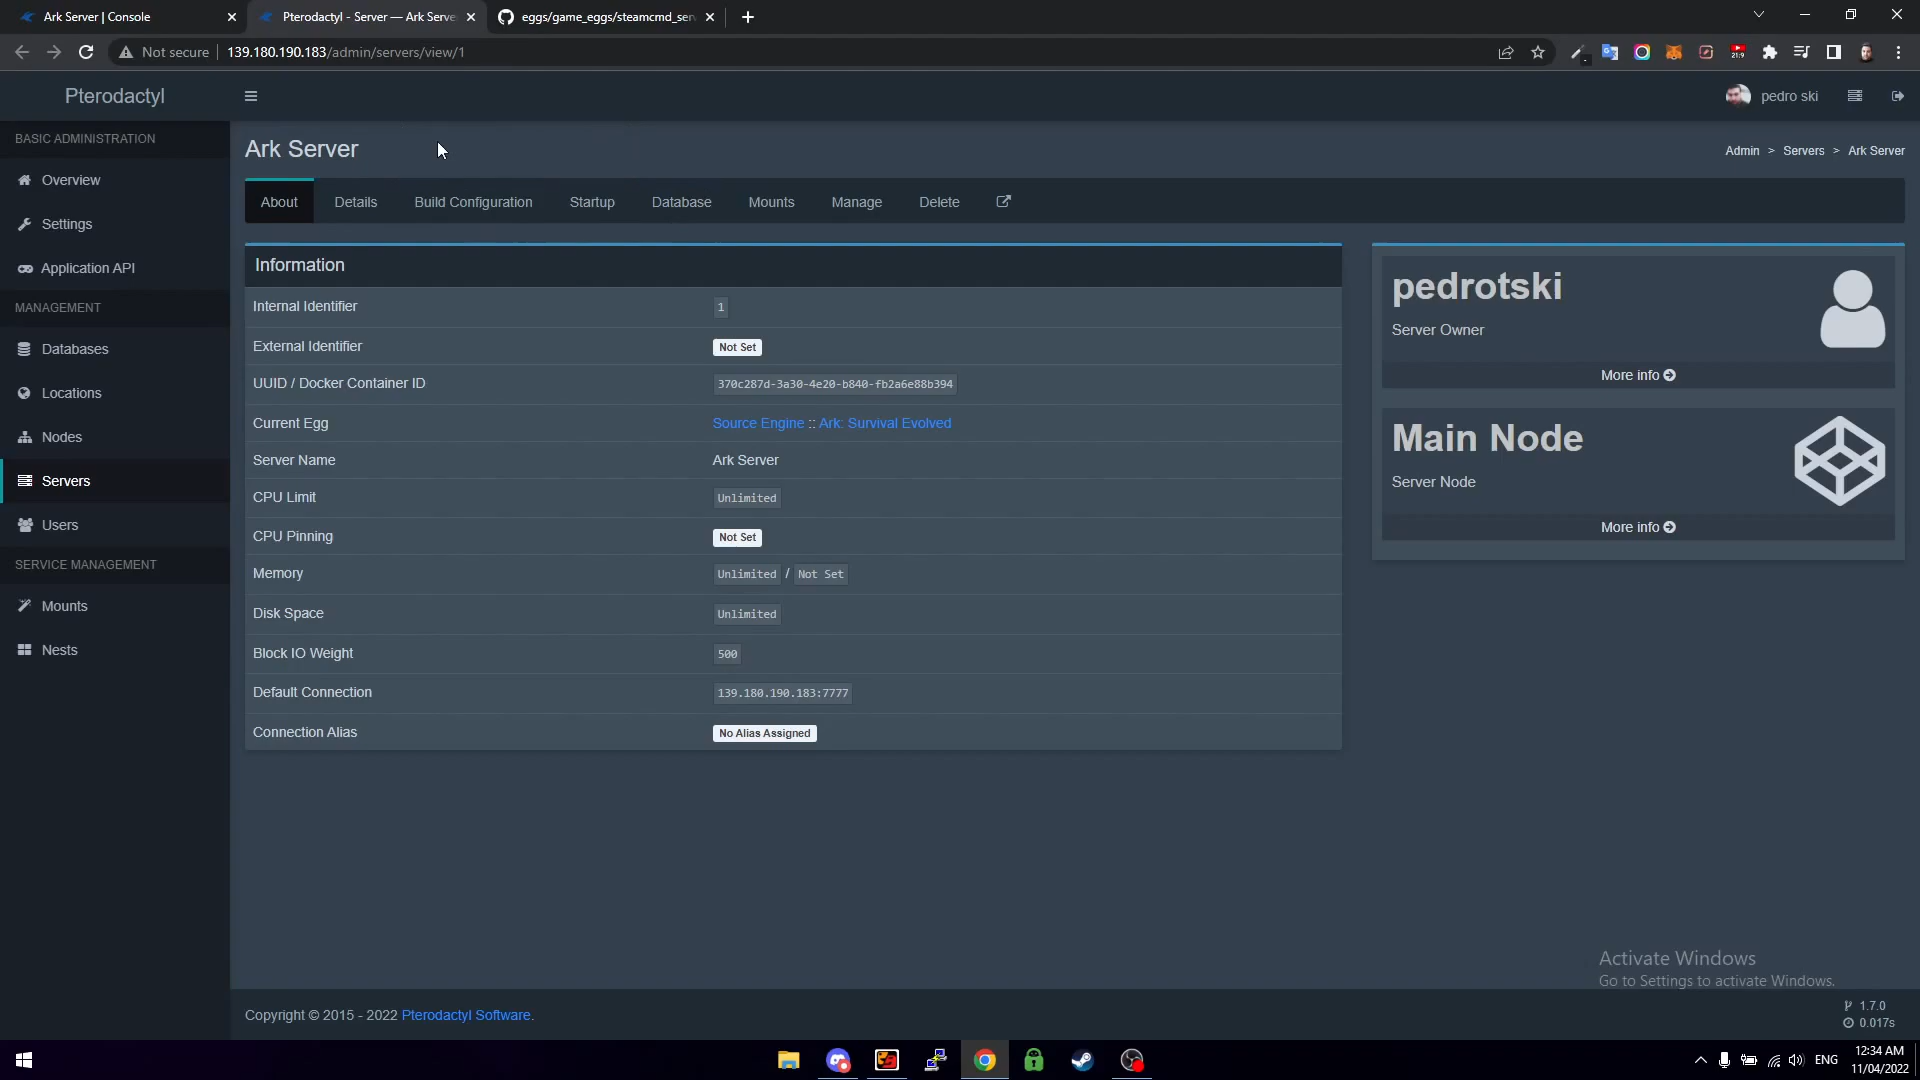 Ark Server | Console
Pterodactyl - Server — Ark Serve
eggs/game_eggs/steamcmd_ser
Not secure
139.180.190.183/admin/servers/view/1
21:9
Pterodactyl
pedro ski
BASIC ADMINISTRATION
Overview
Settings
Application API
MANAGEMENT
Databases
Locations
Nodes
Servers
Users
SERVICE MANAGEMENT
Mounts
Nests
Ark Server
Admin > Servers > Ark Server
About Details Build Configuration Startup Database Mounts Manage Delete
Information
Internal Identifier 1
External Identifier Not Set
UUID / Docker Container ID 370c287d-3a30-4e20-b840-fb2a6e88b394
Current Egg Source Engine :: Ark: Survival Evolved
Server Name Ark Server
CPU Limit Unlimited
CPU Pinning Not Set
Memory Unlimited / Not Set
Disk Space Unlimited
Block IO Weight 500
Default Connection 139.180.190.183:7777
Connection Alias No Alias Assigned
pedrotski
Server Owner
More info
Main Node
Server Node
More info
Activate Windows
Go to Settings to activate Windows.
Copyright © 2015 - 2022 Pterodactyl Software.
1.7.0
0.017s
ENG
12:34 AM
11/04/2022